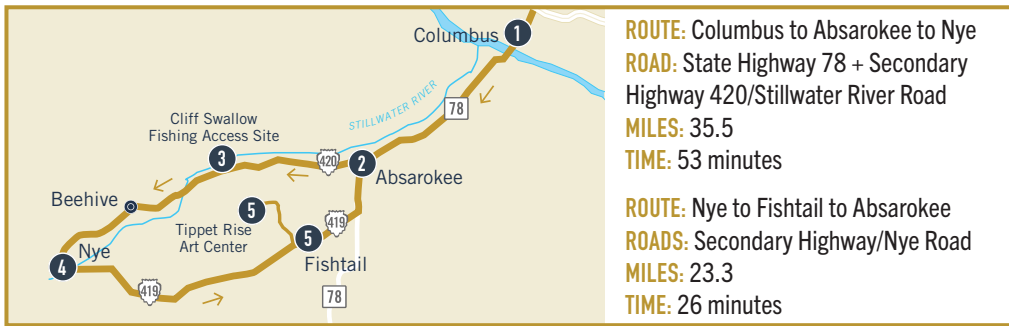 Columbus
1
78
STILLWATER RIVER
Cliff Swallow
Fishing Access Site
3
420
2
Absarokee
Beehive
5
Tippet Rise
Art Center
419
5
Nye
4
Fishtail
419
78
ROUTE: Columbus to Absarokee to Nye
ROAD: State Highway 78 + Secondary
Highway 420/Stillwater River Road
MILES: 35.5
TIME: 53 minutes
ROUTE: Nye to Fishtail to Absarokee
ROADS: Secondary Highway/Nye Road
MILES: 23.3
TIME: 26 minutes